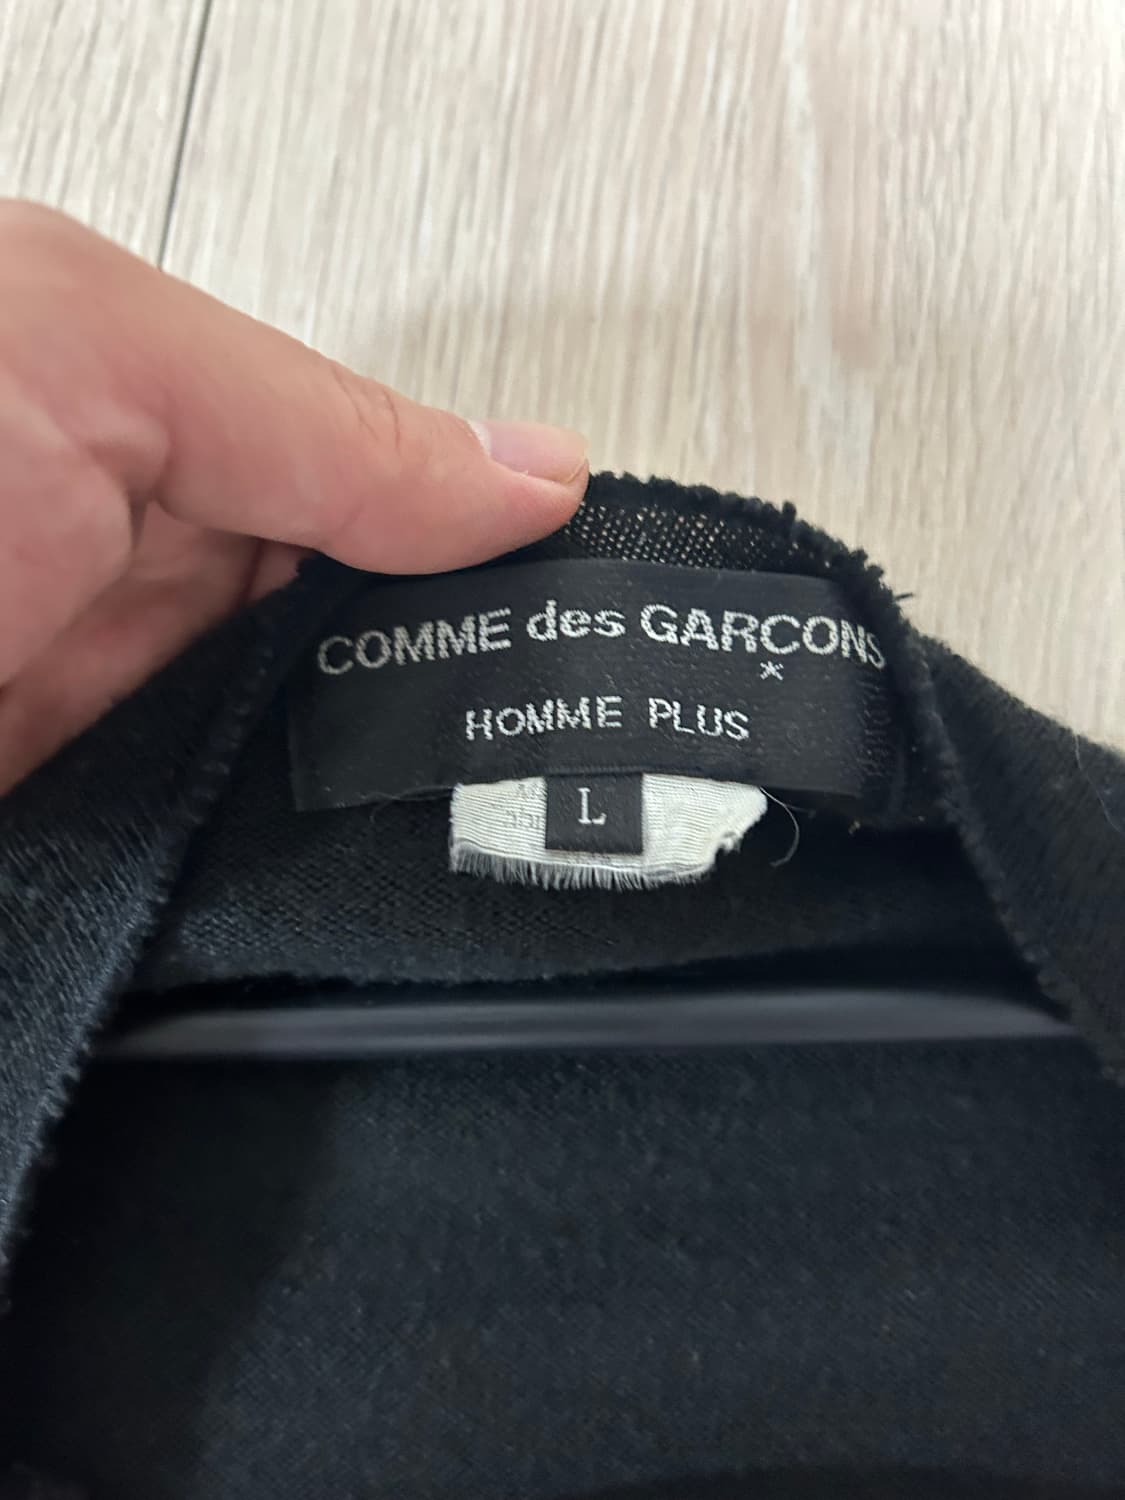 COMME des GARCONS
*
HOMME PLUS
L